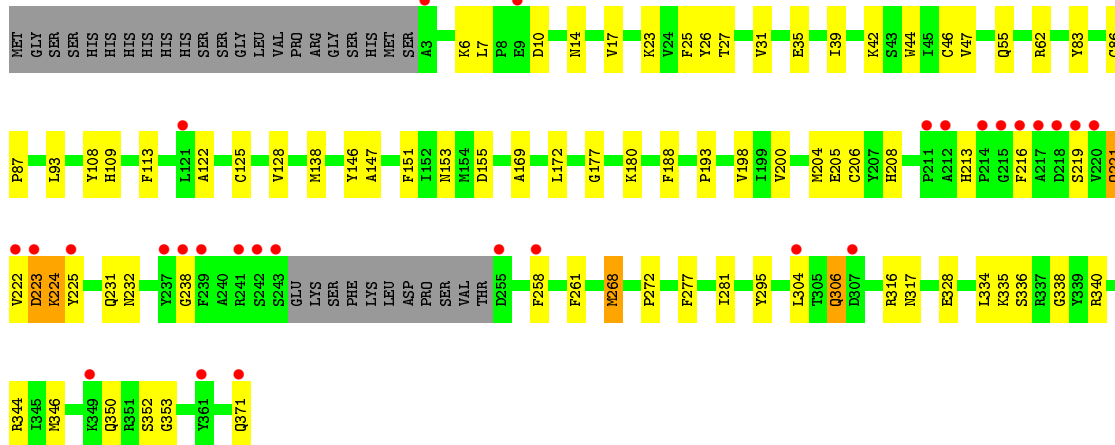 MET GLY SER SER HIS HIS HIS HIS HIS HIS SER SER GLY LEU VAL PRO ARG GLY SER HIS MET SER A3 K6 L7 P8 E9 D10 N14 V17 K23 V24 F25 Y26 T27 V31 E35 I39 K42 S43 W44 I45 C46 V47 Q55 R62 Y83 G86
P87 L93 Y108 H109 F113 L121 A122 C125 V128 M138 Y146 A147 F151 I152 N153 M154 D155 A169 L172 G177 K180 F188 P193 V198 I199 V200 M204 E205 C206 Y207 H208 P211 A212 H213 P214 G215 F216 A217 D218 S219 V220
V222 D223 K224 Y225 Q231 N232 Y237 G238 F239 A240 R241 S242 S243 GLU LYS SER PHE LYS LEU ASP PRO SER VAL THR D255 F258 F261 M268 P272 F277 I281 Y295 L304 T305 Q306 D307 R316 N317 E328 L334 K335 S336 R337 G338 Y339 R340
R344 I345 M346 K349 Q350 R351 S352 G353 Y361 Q371